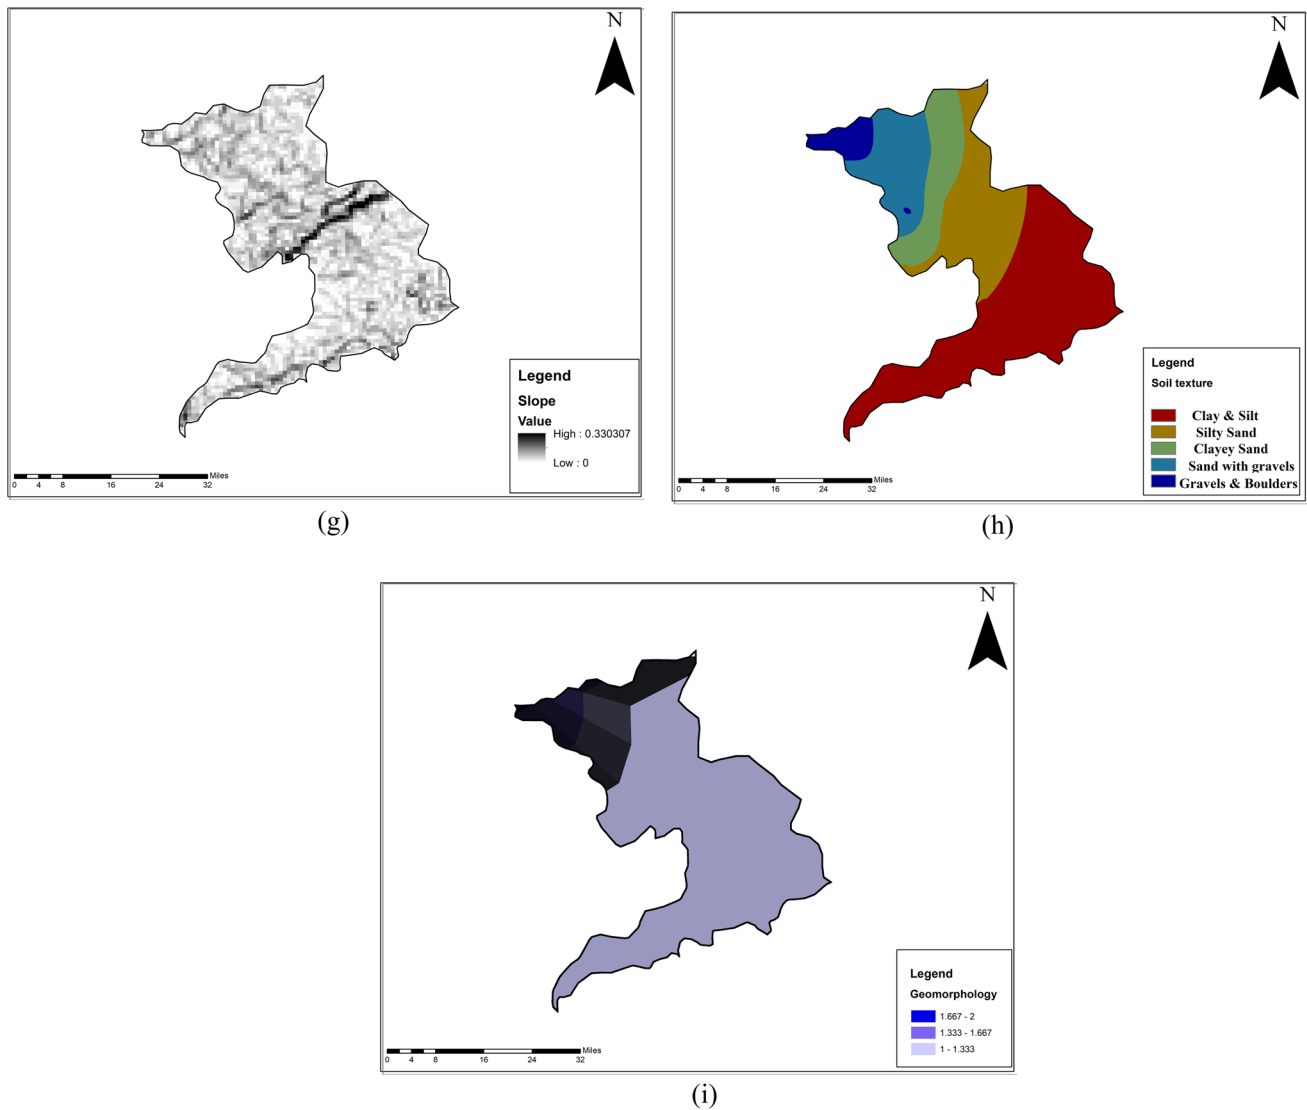 N
Legend
Slope
Value
High : 0.330307
Low : 0
Miles
0 4 8 16 24 32
(g)
N
Legend
Soil texture
Clay & Silt
Silty Sand
Clayey Sand
Sand with gravels
Gravels & Boulders
Miles
0 4 8 16 24 32
(h)
N
Legend
Geomorphology
1.667 - 2
1.333 - 1.667
1 - 1.333
Miles
0 4 8 16 24 32
(i)